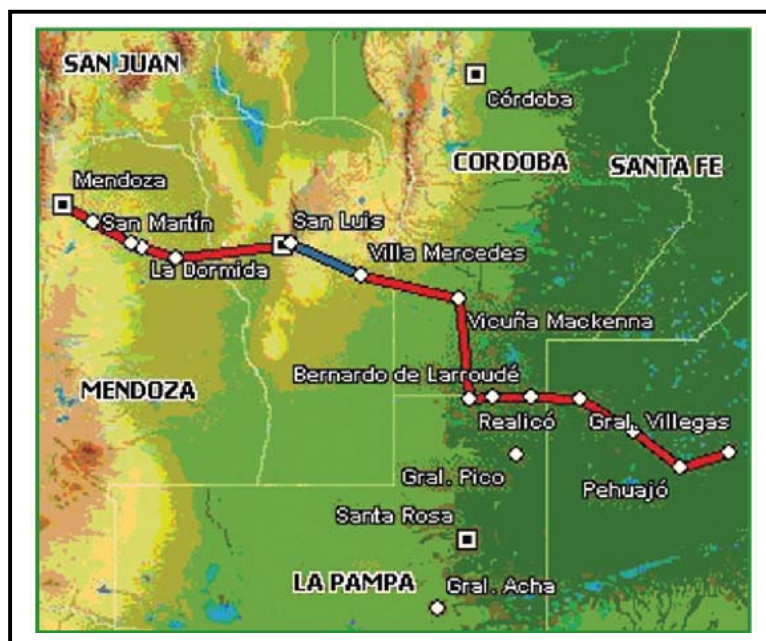 SAN JUAN
Córdoba
CORDOBA
SANTA FE
Mendoza
San Martín
San Luis
La Dormida
Villa Mercedes
Vicuña Mackenna
MENDOZA
Bernardo de Larroudé
Realicó
Gral. Villegas
Gral. Pico
Pehuajó
Santa Rosa
LA PAMPA
Gral. Acha